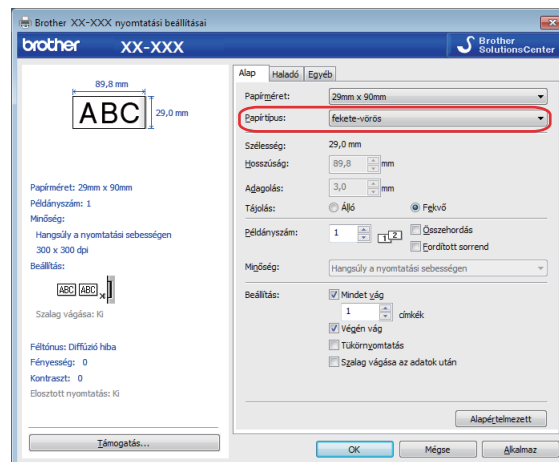 Brother XX-XXX nyomtatási beállításai
brother XX-XXX
Brother
SolutionsCenter
89,8 mm
ABC
29,0 mm
Papírméret: 29mm x 90mm
Példányszám: 1
Minőség:
Hangsúly a nyomtatási sebességen
300 x 300 dpi
Beállítás:
ABC ABC x
Szalag vágása: Ki
Féltónus: Diffúzió hiba
Fényesség: 0
Kontraszt: 0
Elosztott nyomtatás: Ki
Támogatás...
Alap Haladó Egyéb
Papírméret: 29mm x 90mm
Papírtípus: fekete-vörös
Szélesség: 29,0 mm
Hosszúság: 89,8 mm
Adagolás: 3,0 mm
Tájolás: Álló Fekvő
Példányszám: 1 1 2 Összehordás
Fordított sorrend
Minőség: Hangsúly a nyomtatási sebességen
Beállítás: Mindet vág
1 címkék
Végén vág
Tükörnyomtatás
Szalag vágása az adatok után
Alapértelmezett
OK Mégse Alkalmaz